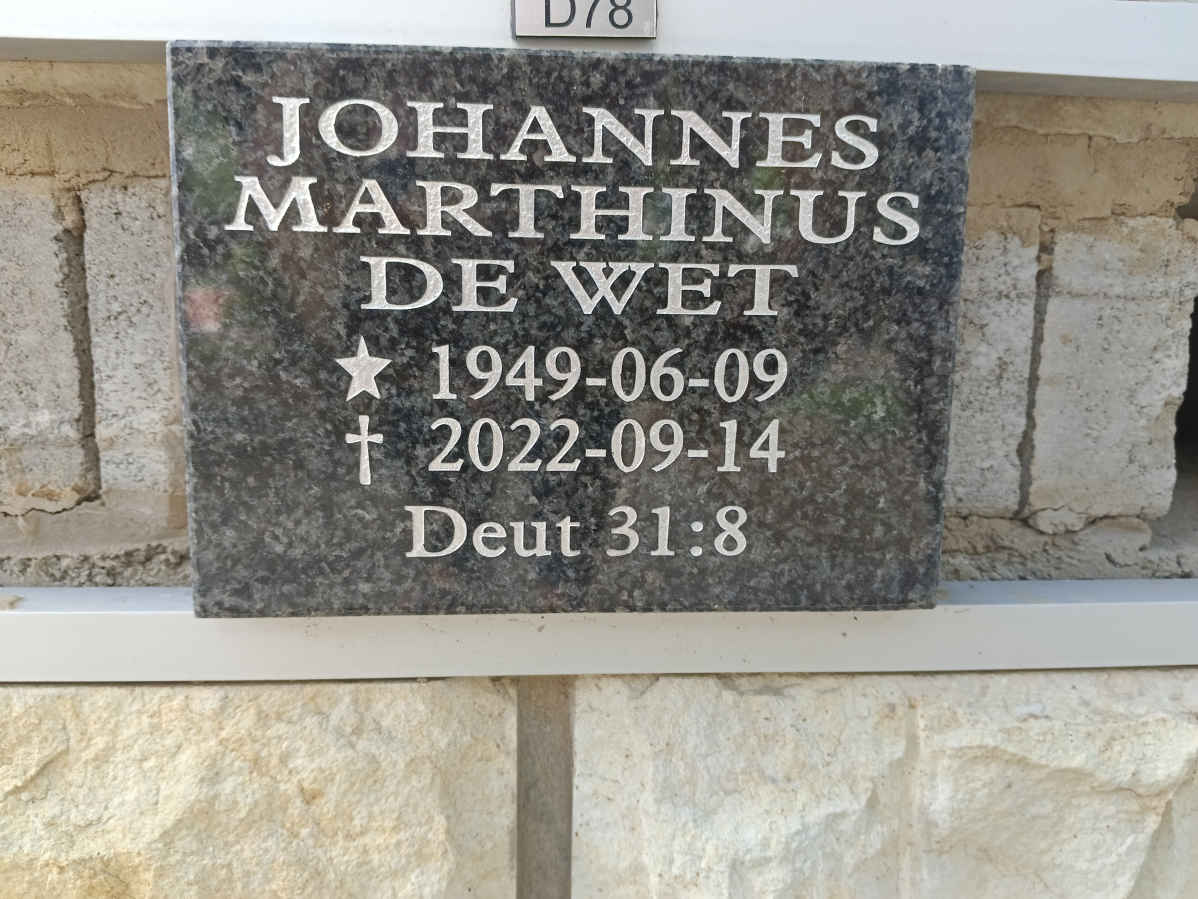 D78
JOHANNES
MARTHINUS
DE WET
★ 1949-06-09
✝ 2022-09-14
Deut 31:8